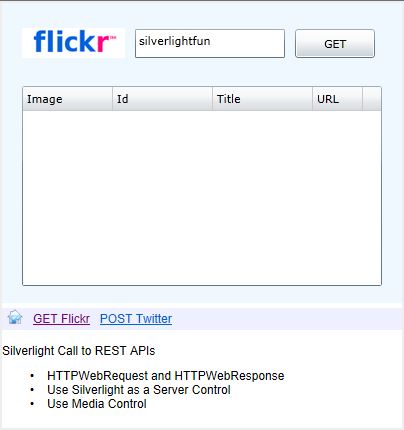 flickr™ silverlightfun GET
Image Id Title URL
GET Flickr POST Twitter
Silverlight Call to REST APIs
• HTTPWebRequest and HTTPWebResponse
• Use Silverlight as a Server Control
• Use Media Control